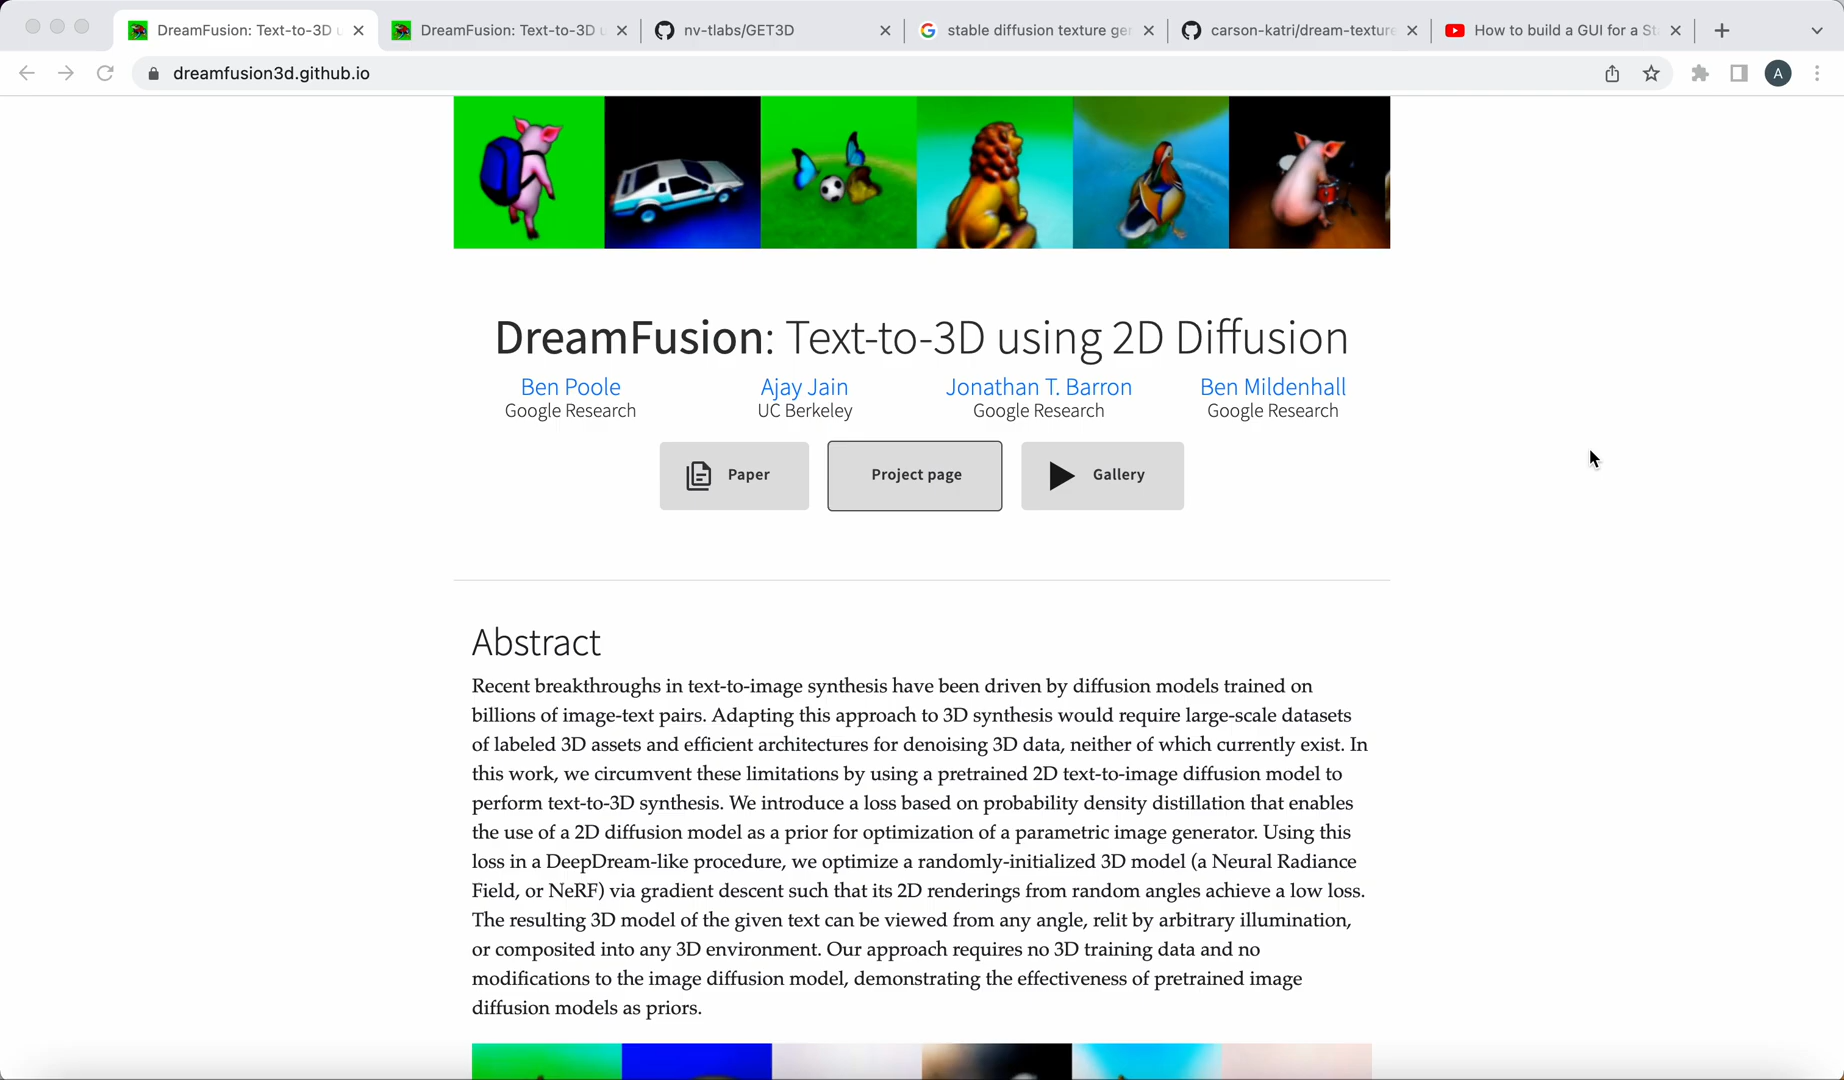 DreamFusion: Text-to-3D
DreamFusion: Text-to-3D
nv-tlabs/GET3D
stable diffusion texture ge
carson-katri/dream-texture
How to build a GUI for a St
dreamfusion3d.github.io
A
DreamFusion: Text-to-3D using 2D Diffusion
Ben Poole
Google Research
Ajay Jain
UC Berkeley
Jonathan T. Barron
Google Research
Ben Mildenhall
Google Research
Paper
Project page
Gallery
Abstract
Recent breakthroughs in text-to-image synthesis have been driven by diffusion models trained on
billions of image-text pairs. Adapting this approach to 3D synthesis would require large-scale datasets
of labeled 3D assets and efficient architectures for denoising 3D data, neither of which currently exist. In
this work, we circumvent these limitations by using a pretrained 2D text-to-image diffusion model to
perform text-to-3D synthesis. We introduce a loss based on probability density distillation that enables
the use of a 2D diffusion model as a prior for optimization of a parametric image generator. Using this
loss in a DeepDream-like procedure, we optimize a randomly-initialized 3D model (a Neural Radiance
Field, or NeRF) via gradient descent such that its 2D renderings from random angles achieve a low loss.
The resulting 3D model of the given text can be viewed from any angle, relit by arbitrary illumination,
or composited into any 3D environment. Our approach requires no 3D training data and no
modifications to the image diffusion model, demonstrating the effectiveness of pretrained image
diffusion models as priors.